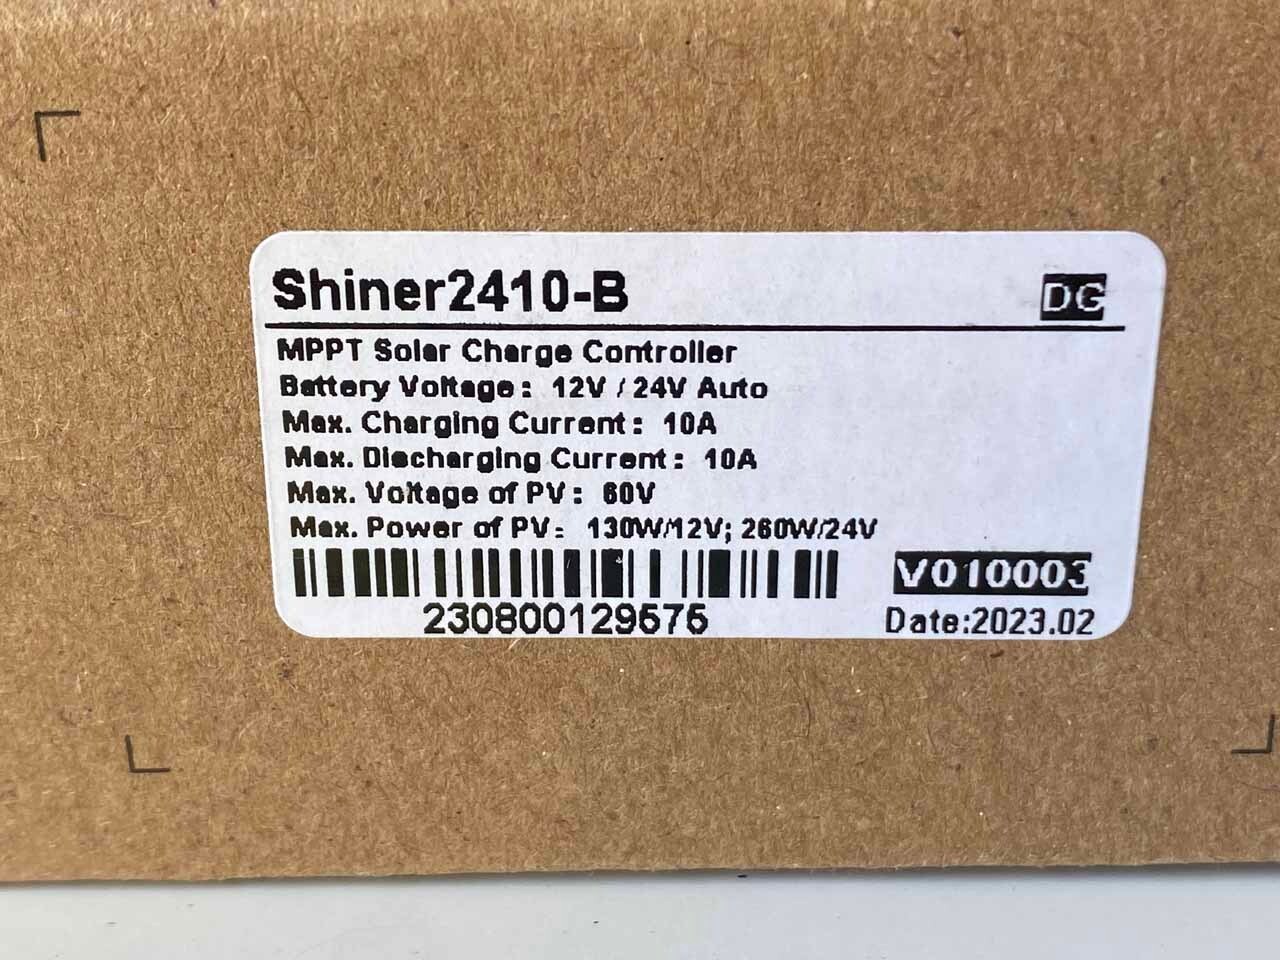 Shiner2410-B
DG
MPPT Solar Charge Controller
Battery Voltage: 12V / 24V Auto
Max. Charging Current: 10A
Max. Discharging Current: 10A
Max. Voltage of PV: 60V
Max. Power of PV: 130W/12V; 260W/24V
V010003
230800129575
Date:2023.02